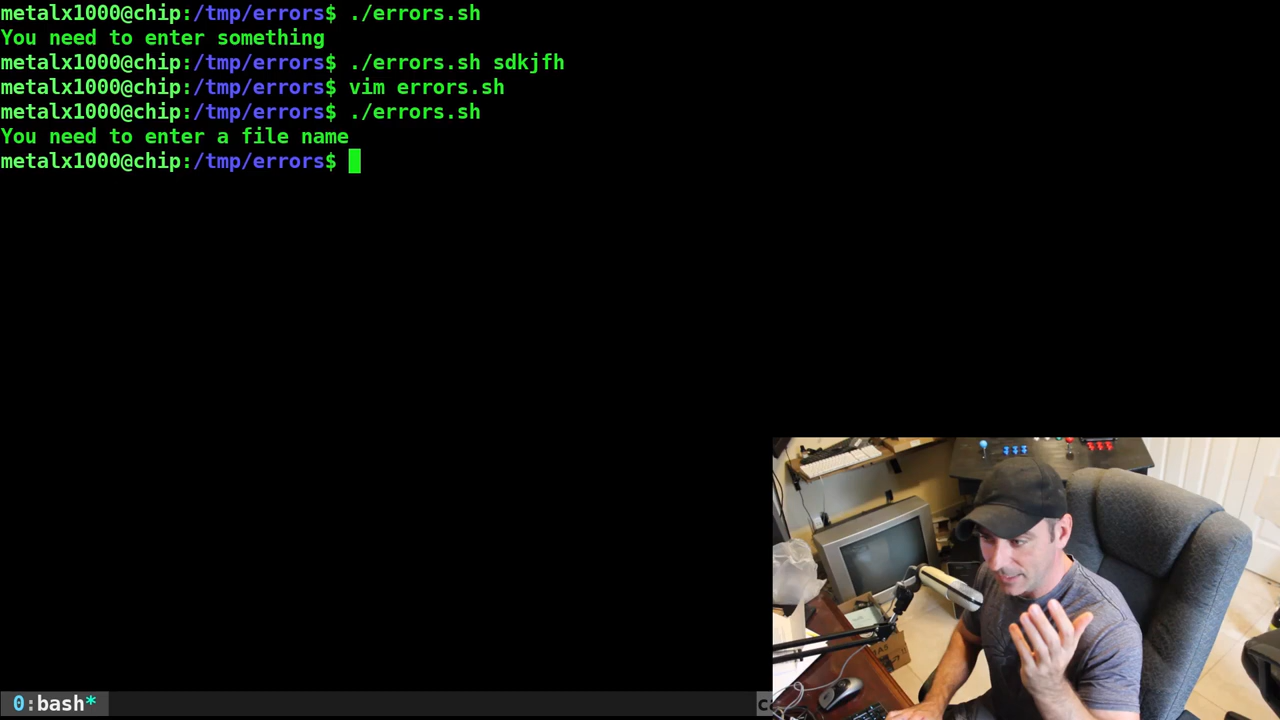 metalx1000@chip:/tmp/errors$ ./errors.sh
You need to enter something
metalx1000@chip:/tmp/errors$ ./errors.sh sdkjfh
metalx1000@chip:/tmp/errors$ vim errors.sh
metalx1000@chip:/tmp/errors$ ./errors.sh
You need to enter a file name
metalx1000@chip:/tmp/errors$
0:bash*